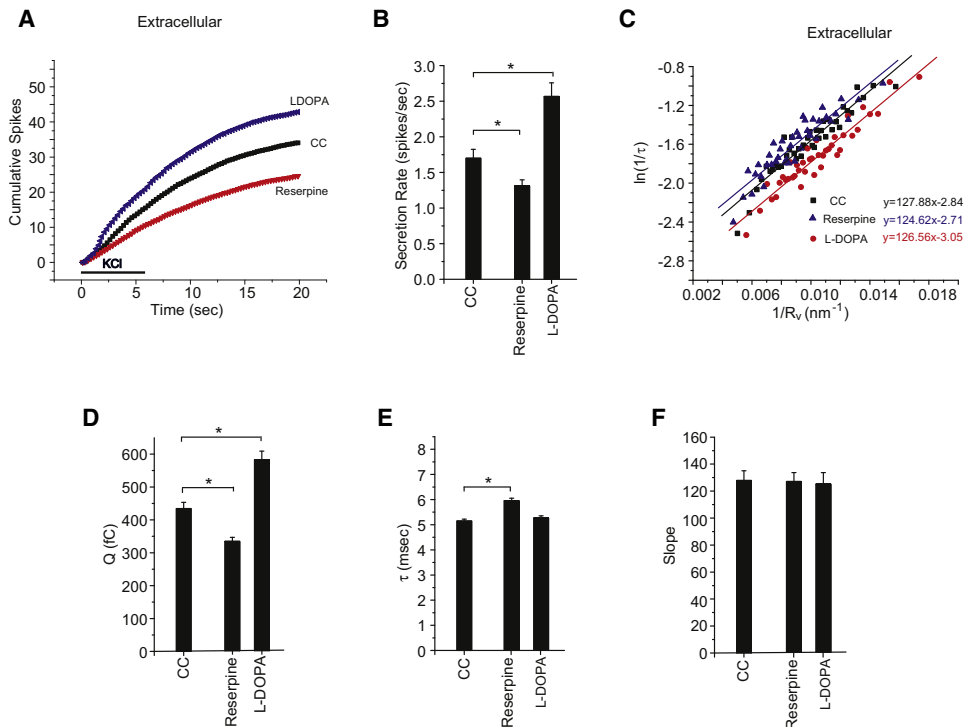 A
Extracellular
Cumulative Spikes
50
40
30
20
10
0
LDOPA
CC
Reserpine
KCl
0
5
10
15
20
Time (sec)
B
Secretion Rate (spikes/sec)
3.0
2.5
2.0
1.5
1.0
0.5
0.0
*
*
CC
Reserpine
L-DOPA
C
Extracellular
ln(1/τ)
-0.8
-1.2
-1.6
-2.0
-2.4
-2.8
CC y=127.88x-2.84
Reserpine y=124.62x-2.71
L-DOPA y=126.56x-3.05
0.002
0.006
0.010
0.014
0.018
1/Rv (nm-1)
D
Q (fC)
600
500
400
300
200
100
0
*
*
CC
Reserpine
L-DOPA
E
τ (msec)
8
7
6
5
4
3
2
1
0
*
CC
Reserpine
L-DOPA
F
Slope
160
140
120
100
80
60
40
20
0
CC
Reserpine
L-DOPA